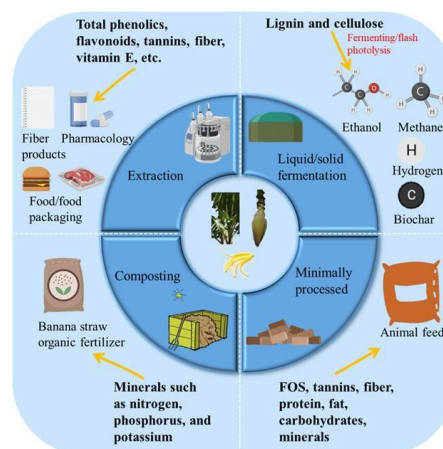 Total phenolics,
flavonoids, tannins, fiber,
vitamin E, etc.
Fiber
products
Pharmacology
Food/food
packaging
Extraction
Lignin and cellulose
Fermenting/flash
photolysis
H
H
H
O
H
H
H
H
H
H
H
C
Ethanol
Methane
H
Hydrogen
C
Biochar
Liquid/solid
fermentation
Composting
Banana straw
organic fertilizer
Minerals such
as nitrogen,
phosphorus, and
potassium
Minimally
processed
Animal feed
FOS, tannins, fiber,
protein, fat,
carbohydrates,
minerals